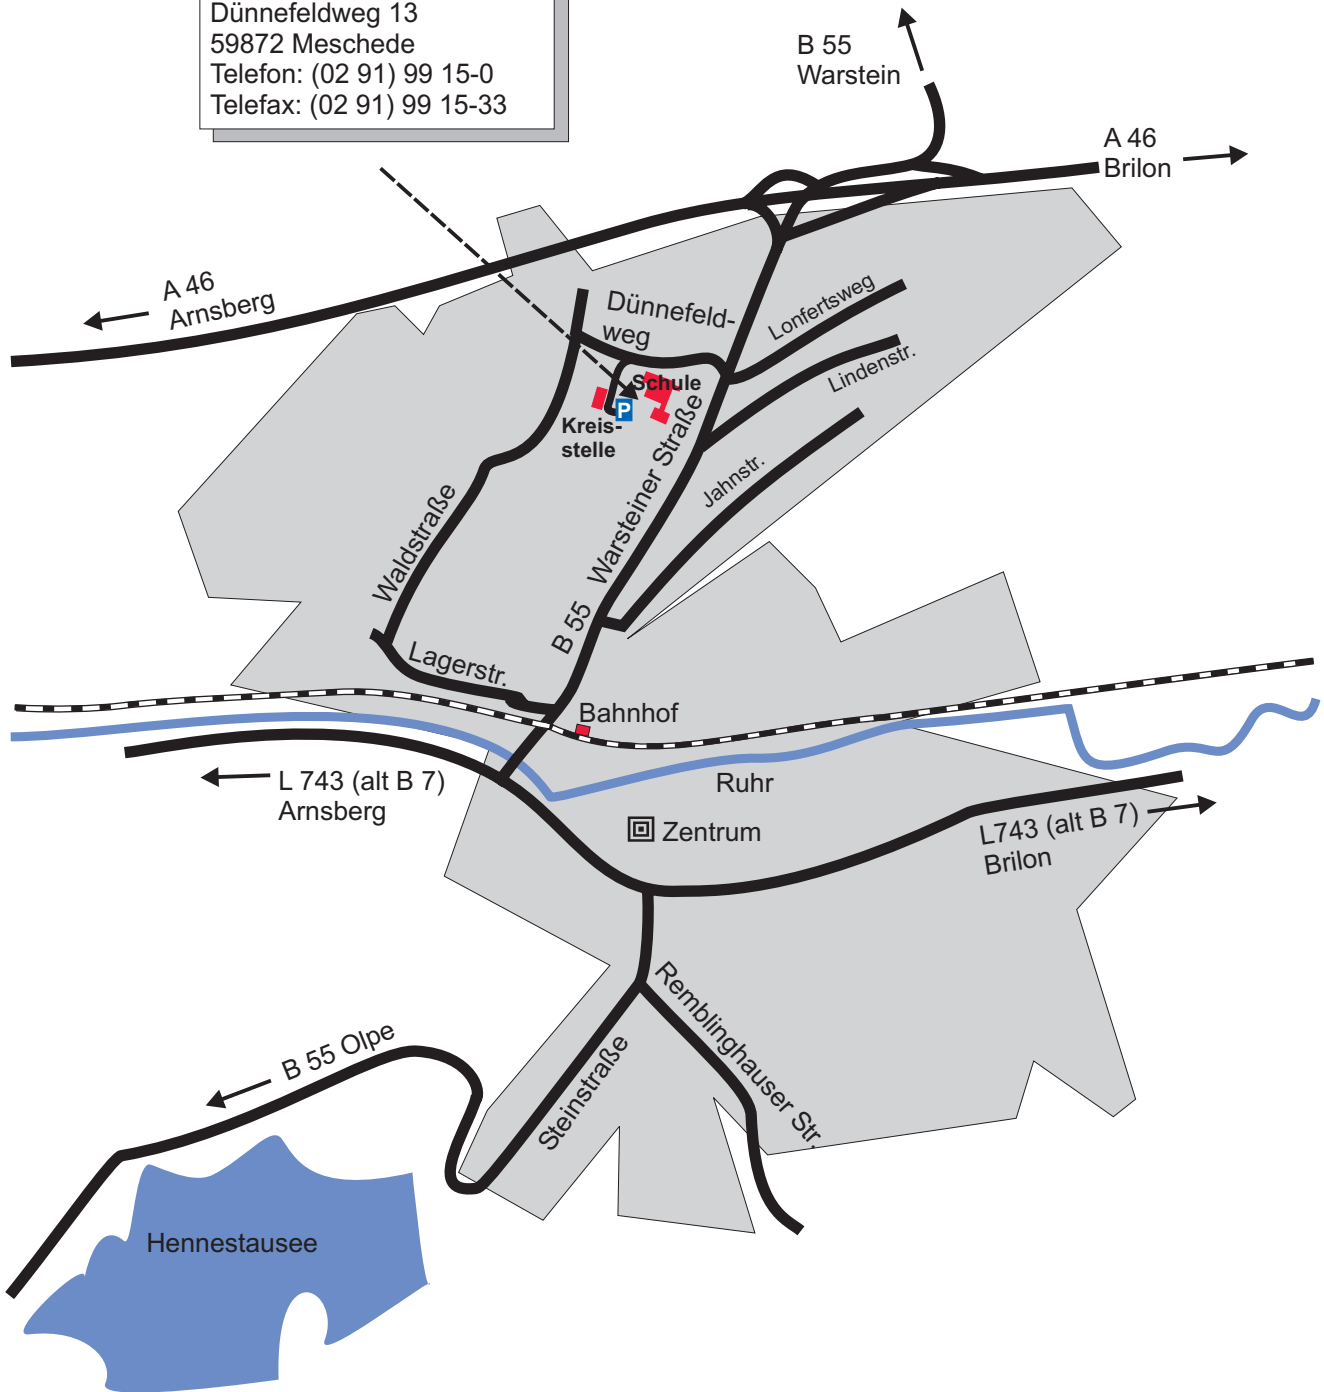 Dünnefeldweg 13
59872 Meschede
Telefon: (02 91) 99 15-0
Telefax: (02 91) 99 15-33
B 55
Warstein
A 46
Brilon
A 46
Arnsberg
Dünnefeld-
weg
Lonfertsweg
Lindenstr.
Schule
P
Kreis-
stelle
Jahnstr.
Waldstraße
B 55 Warsteiner Straße
Lagerstr.
Bahnhof
L 743 (alt B 7)
Arnsberg
Ruhr
Zentrum
L743 (alt B 7)
Brilon
Remblinghauser Str.
Steinstraße
B 55 Olpe
Hennestausee